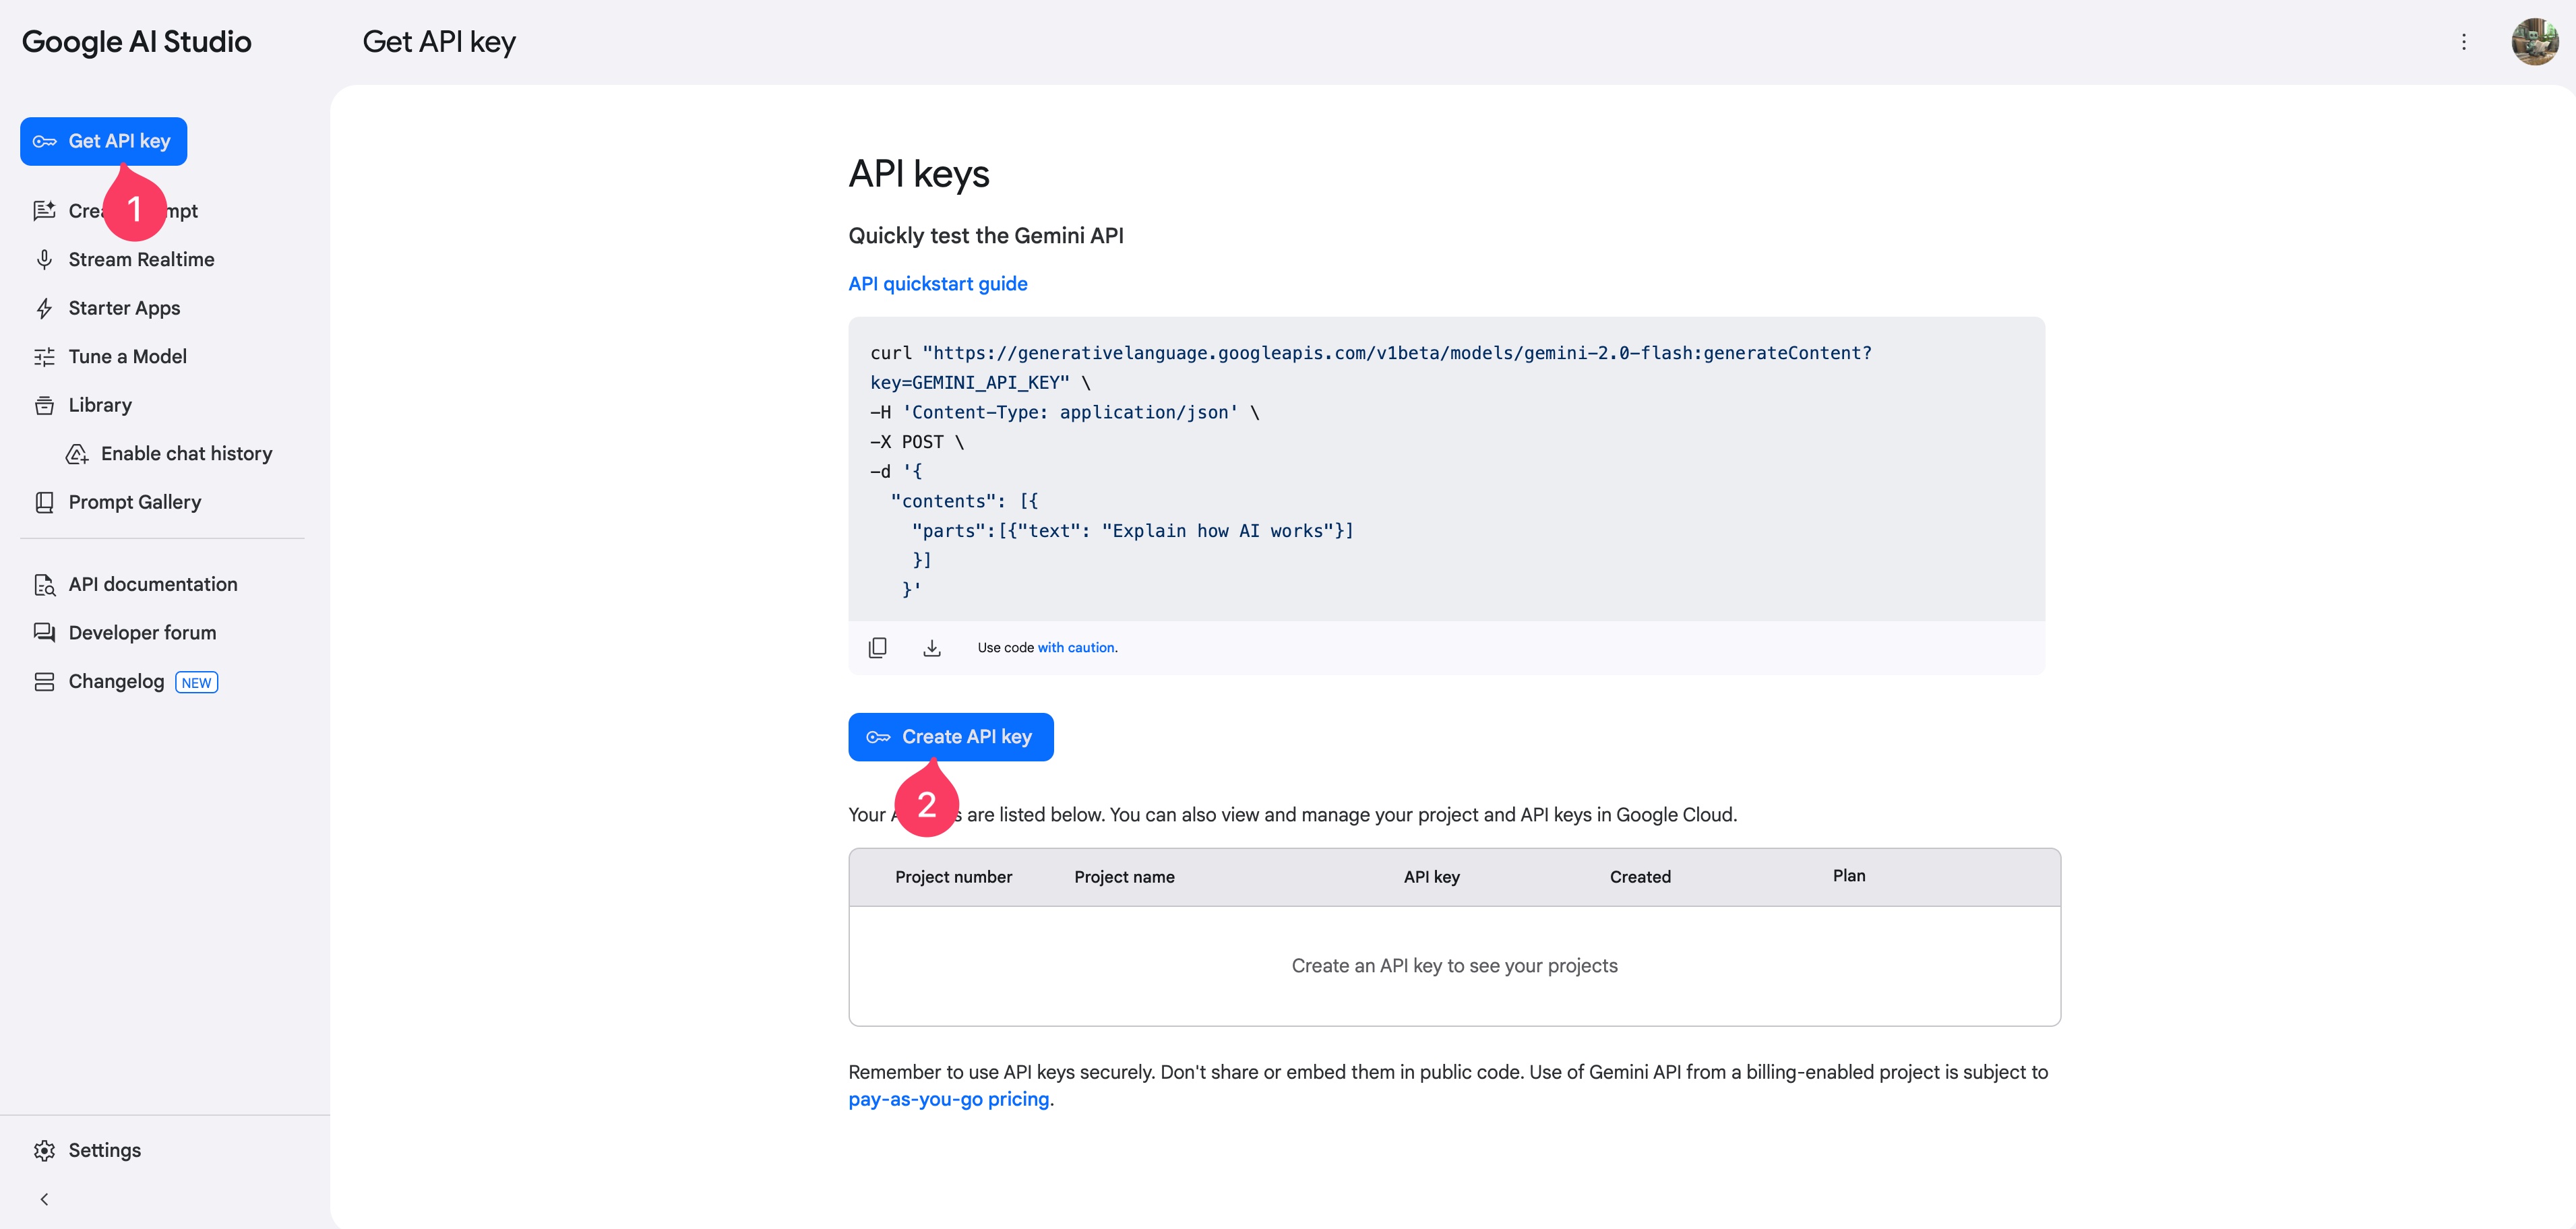 Google AI Studio
Get API key
Get API key
1
Stream Realtime
Starter Apps
Tune a Model
Library
Enable chat history
Prompt Gallery
API documentation
Developer forum
Changelog NEW
Settings
API keys
Quickly test the Gemini API
API quickstart guide
curl "https://generativelanguage.googleapis.com/v1beta/models/gemini-2.0-flash:generateContent?
key=GEMINI_API_KEY" \
-H 'Content-Type: application/json' \
-X POST \
-d '{
"contents": [{
"parts":[{"text": "Explain how AI works"}]
}]
}'
Use code with caution.
Create API key
2
Your are listed below. You can also view and manage your project and API keys in Google Cloud.
Project number Project name API key Created Plan
Create an API key to see your projects
Remember to use API keys securely. Don't share or embed them in public code. Use of Gemini API from a billing-enabled project is subject to
pay-as-you-go pricing.